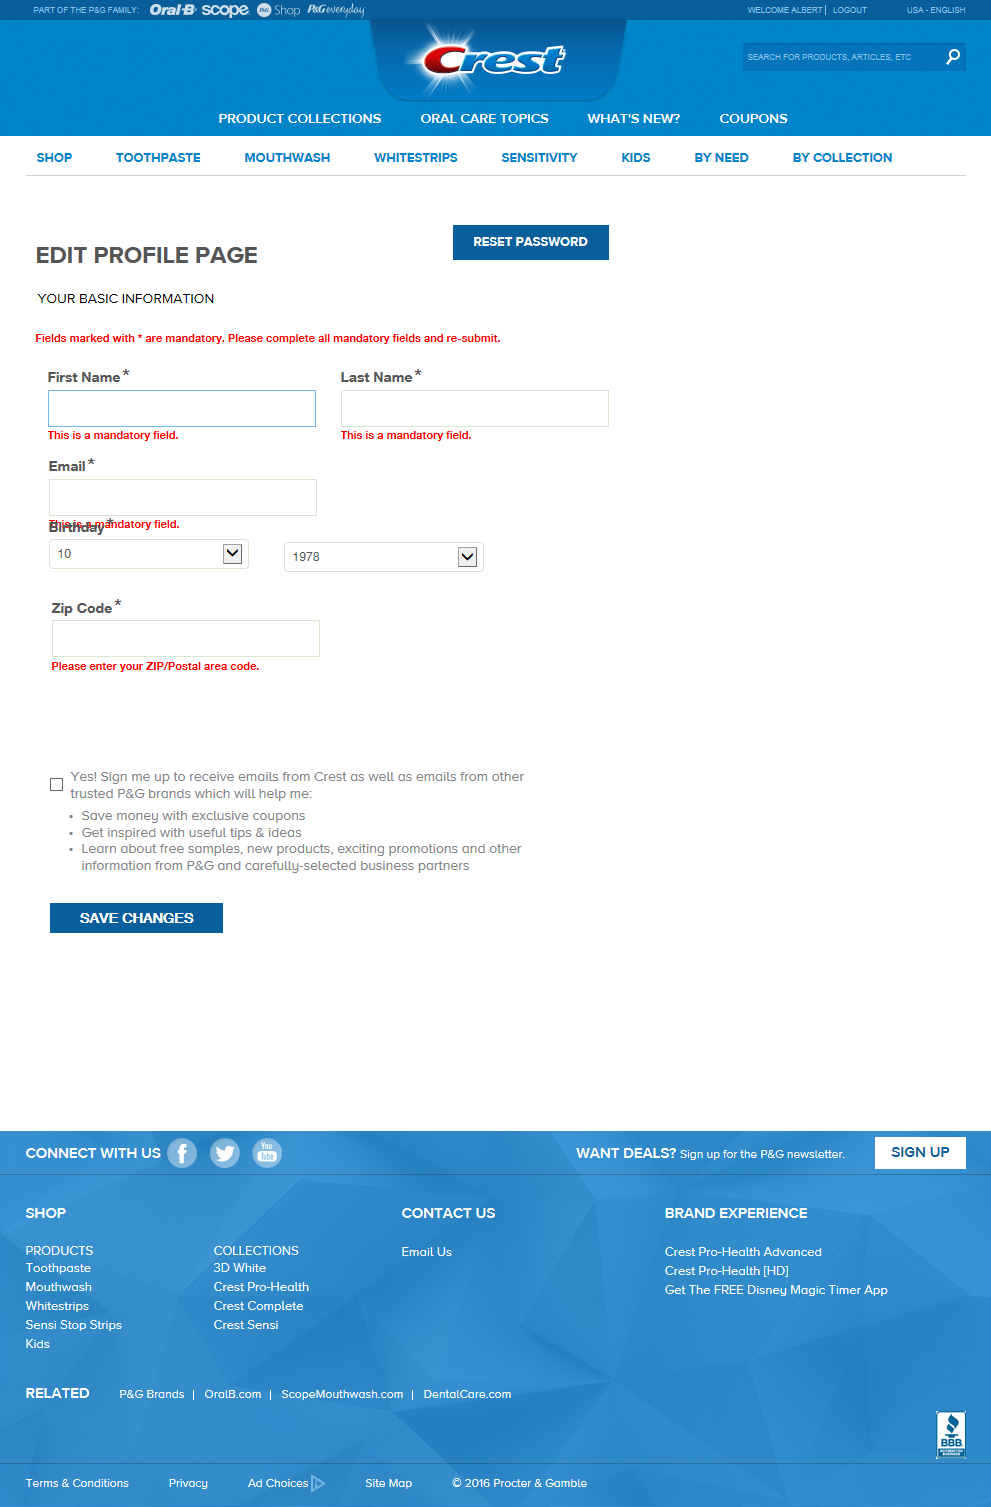 PART OF THE P&G FAMILY: Oral-B scope. P&G Shop P&G everyday
WELCOME ALBERT | LOGOUT USA - ENGLISH
Crest
SEARCH FOR PRODUCTS, ARTICLES, ETC
PRODUCT COLLECTIONS ORAL CARE TOPICS WHAT'S NEW? COUPONS
SHOP TOOTHPASTE MOUTHWASH WHITESTRIPS SENSITIVITY KIDS BY NEED BY COLLECTION
EDIT PROFILE PAGE
RESET PASSWORD
YOUR BASIC INFORMATION
Fields marked with * are mandatory. Please complete all mandatory fields and re-submit.
First Name* Last Name*
This is a mandatory field. This is a mandatory field.
Email*
This is a mandatory field.
Birthday*
10 1978
Zip Code*
Please enter your ZIP/Postal area code.
Yes! Sign me up to receive emails from Crest as well as emails from other
trusted P&G brands which will help me:
• Save money with exclusive coupons
• Get inspired with useful tips & ideas
• Learn about free samples, new products, exciting promotions and other
information from P&G and carefully-selected business partners
SAVE CHANGES
CONNECT WITH US f You Tube
WANT DEALS? Sign up for the P&G newsletter. SIGN UP
SHOP
PRODUCTS
Toothpaste
Mouthwash
Whitestrips
Sensi Stop Strips
Kids
COLLECTIONS
3D White
Crest Pro-Health
Crest Complete
Crest Sensi
CONTACT US
Email Us
BRAND EXPERIENCE
Crest Pro-Health Advanced
Crest Pro-Health [HD]
Get The FREE Disney Magic Timer App
RELATED P&G Brands | OralB.com | ScopeMouthwash.com | DentalCare.com
BBB.
ACCREDITED
BUSINESS
Terms & Conditions Privacy Ad Choices Site Map © 2016 Procter & Gamble